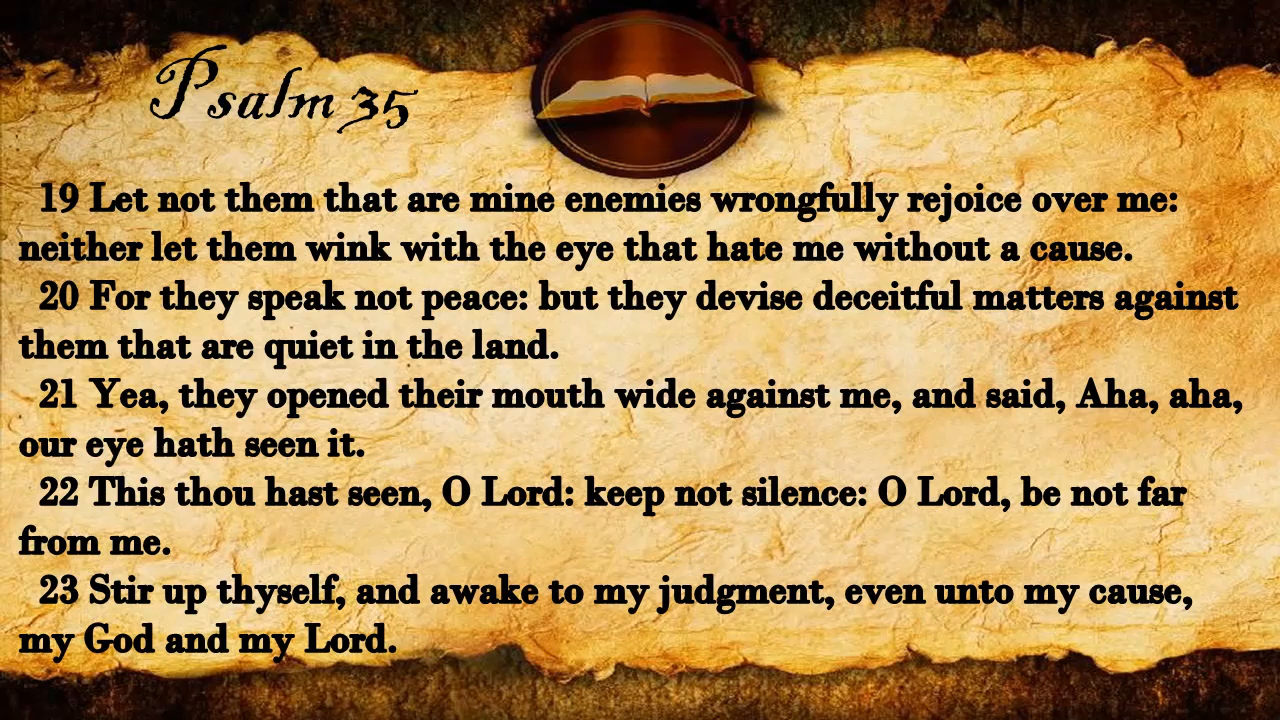 Psalm 35
19 Let not them that are mine enemies wrongfully rejoice over me:
neither let them wink with the eye that hate me without a cause.
20 For they speak not peace: but they devise deceitful matters against
them that are quiet in the land.
21 Yea, they opened their mouth wide against me, and said, Aha, aha,
our eye hath seen it.
22 This thou hast seen, O Lord: keep not silence: O Lord, be not far
from me.
23 Stir up thyself, and awake to my judgment, even unto my cause,
my God and my Lord.